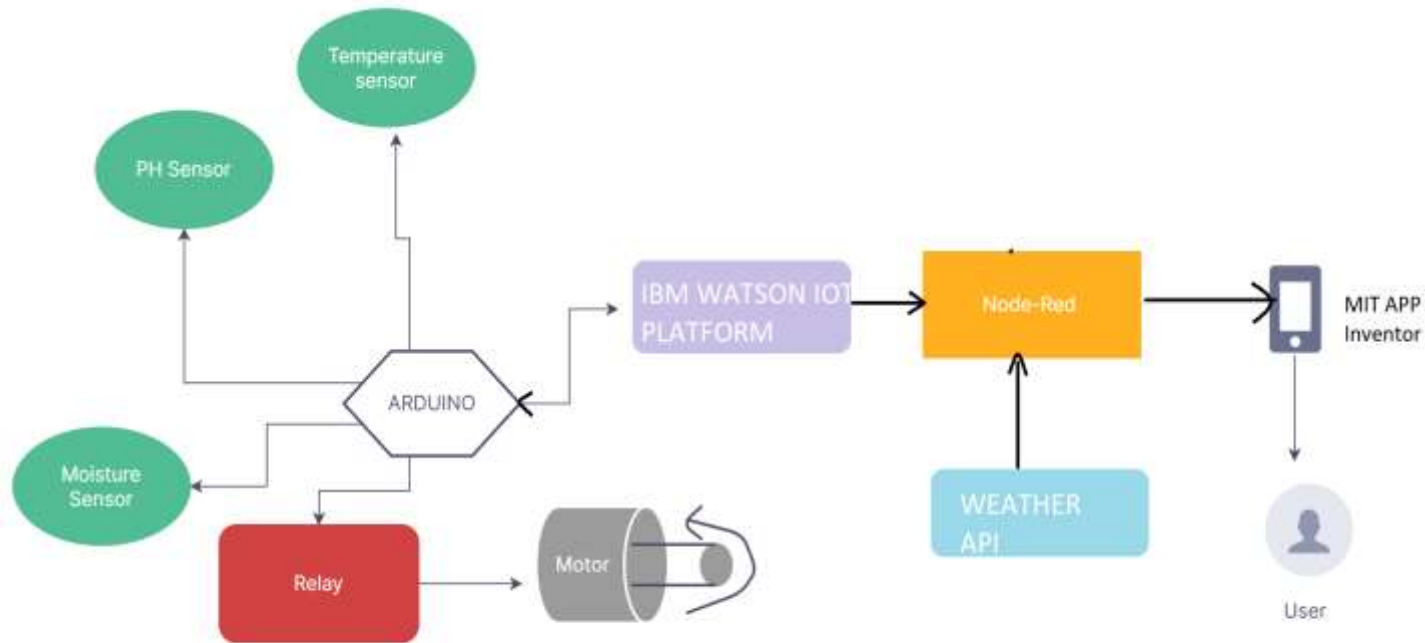 Temperature
sensor
PH Sensor
IBM WATSON IOT
PLATFORM
Node-Red
MIT APP
Inventor
ARDUINO
Moisture
Sensor
WEATHER
API
Relay
Motor
User